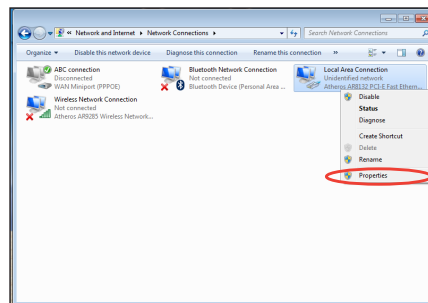 « Network and Internet ▸ Network Connections ▸
Search Network Connections
Organize ▾ Disable this network device Diagnose this connection Rename this connection »
ABC connection
Disconnected
WAN Miniport (PPPOE)
Bluetooth Network Connection
Not connected
Bluetooth Device (Personal Area ...
Local Area Connection
Unidentified network
Atheros AR8132 PCI-E Fast Ethern...
Wireless Network Connection
Not connected
Atheros AR9285 Wireless Network...
Disable
Status
Diagnose
Create Shortcut
Delete
Rename
Properties